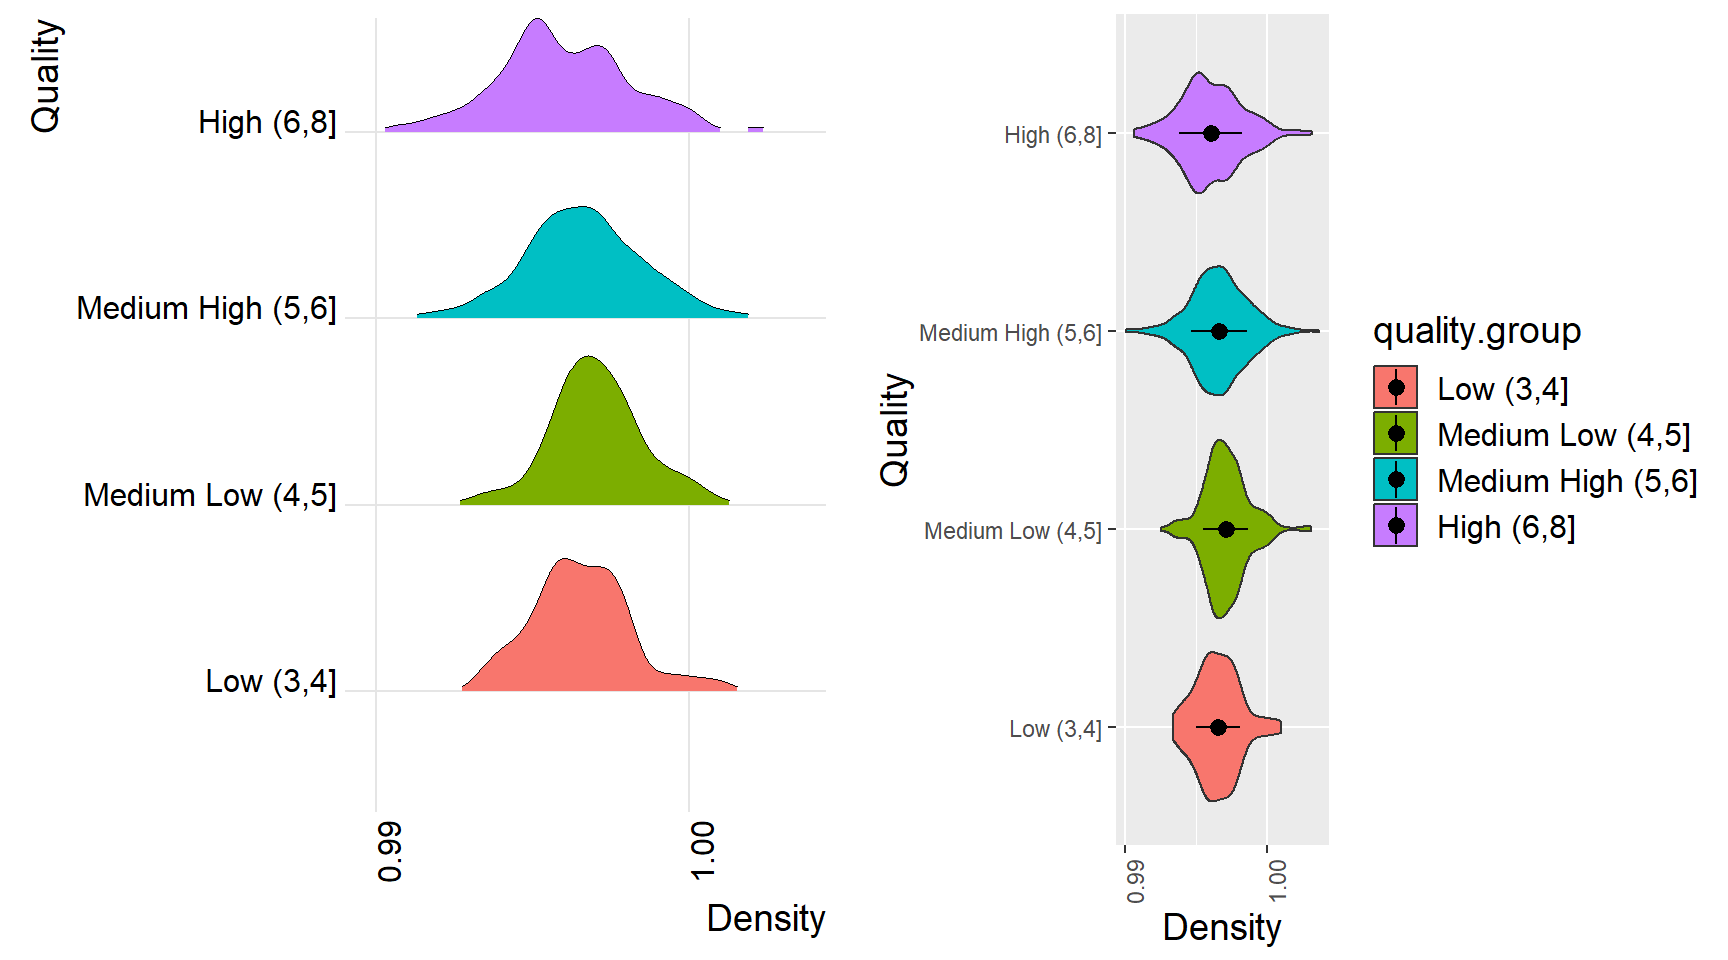 Quality
High (6,8]
Medium High (5,6]
Medium Low (4,5]
Low (3,4]
0.99
1.00
Density
Quality
High (6,8]
Medium High (5,6]
Medium Low (4,5]
Low (3,4]
0.99
1.00
Density
quality.group
Low (3,4]
Medium Low (4,5]
Medium High (5,6]
High (6,8]